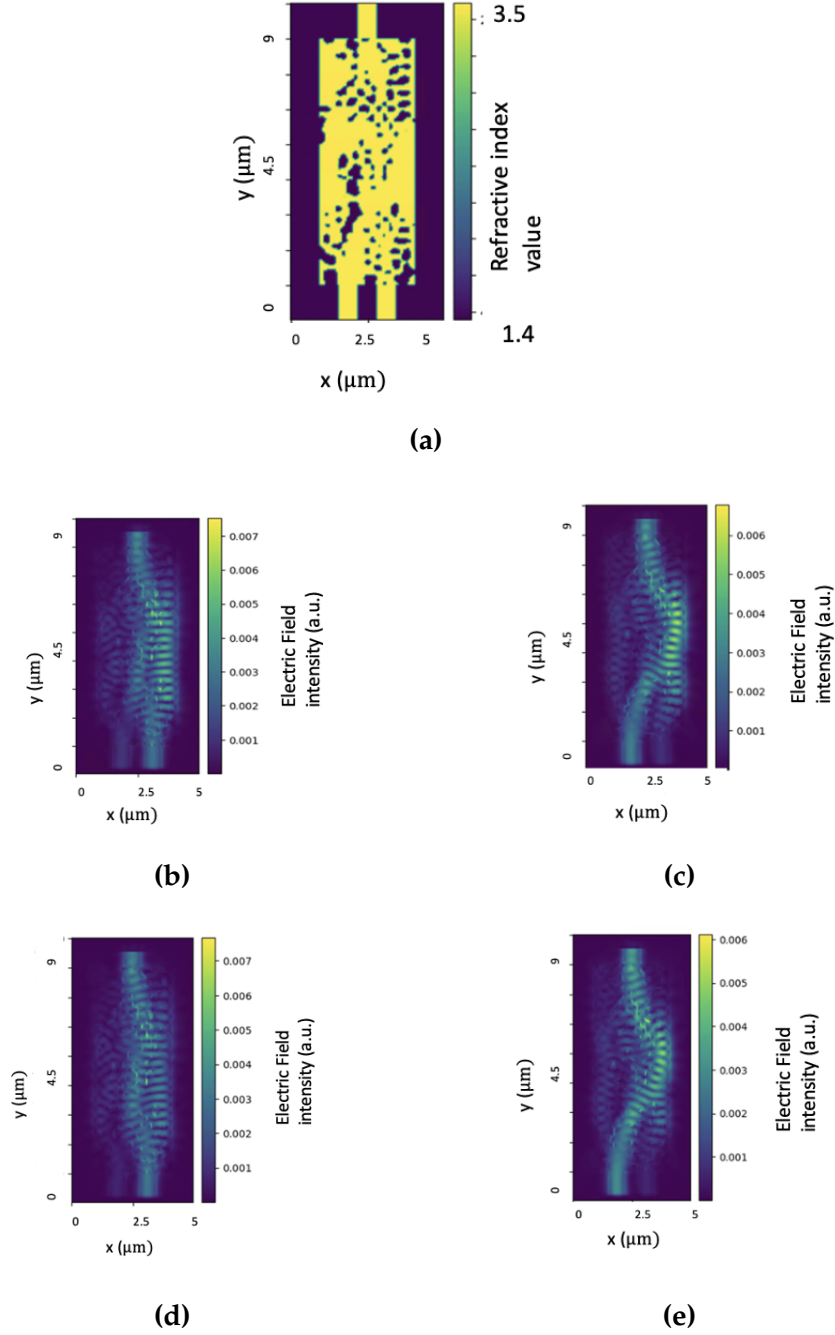 9
4.5
0
y (μm)
0
2.5
5
x (μm)
3.5
Refractive index
value
1.4
(a)
9
4.5
0
y (μm)
0
2.5
5
x (μm)
0.007
0.006
0.005
0.004
0.003
0.002
0.001
Electric Field
intensity (a.u.)
(b)
9
4.5
0
y (μm)
0
2.5
5
x (μm)
0.006
0.005
0.004
0.003
0.002
0.001
Electric Field
intensity (a.u.)
(c)
9
4.5
0
y (μm)
0
2.5
5
x (μm)
0.007
0.006
0.005
0.004
0.003
0.002
0.001
Electric Field
intensity (a.u.)
(d)
9
4.5
0
y (μm)
0
2.5
5
x (μm)
0.006
0.005
0.004
0.003
0.002
0.001
Electric Field
intensity (a.u.)
(e)